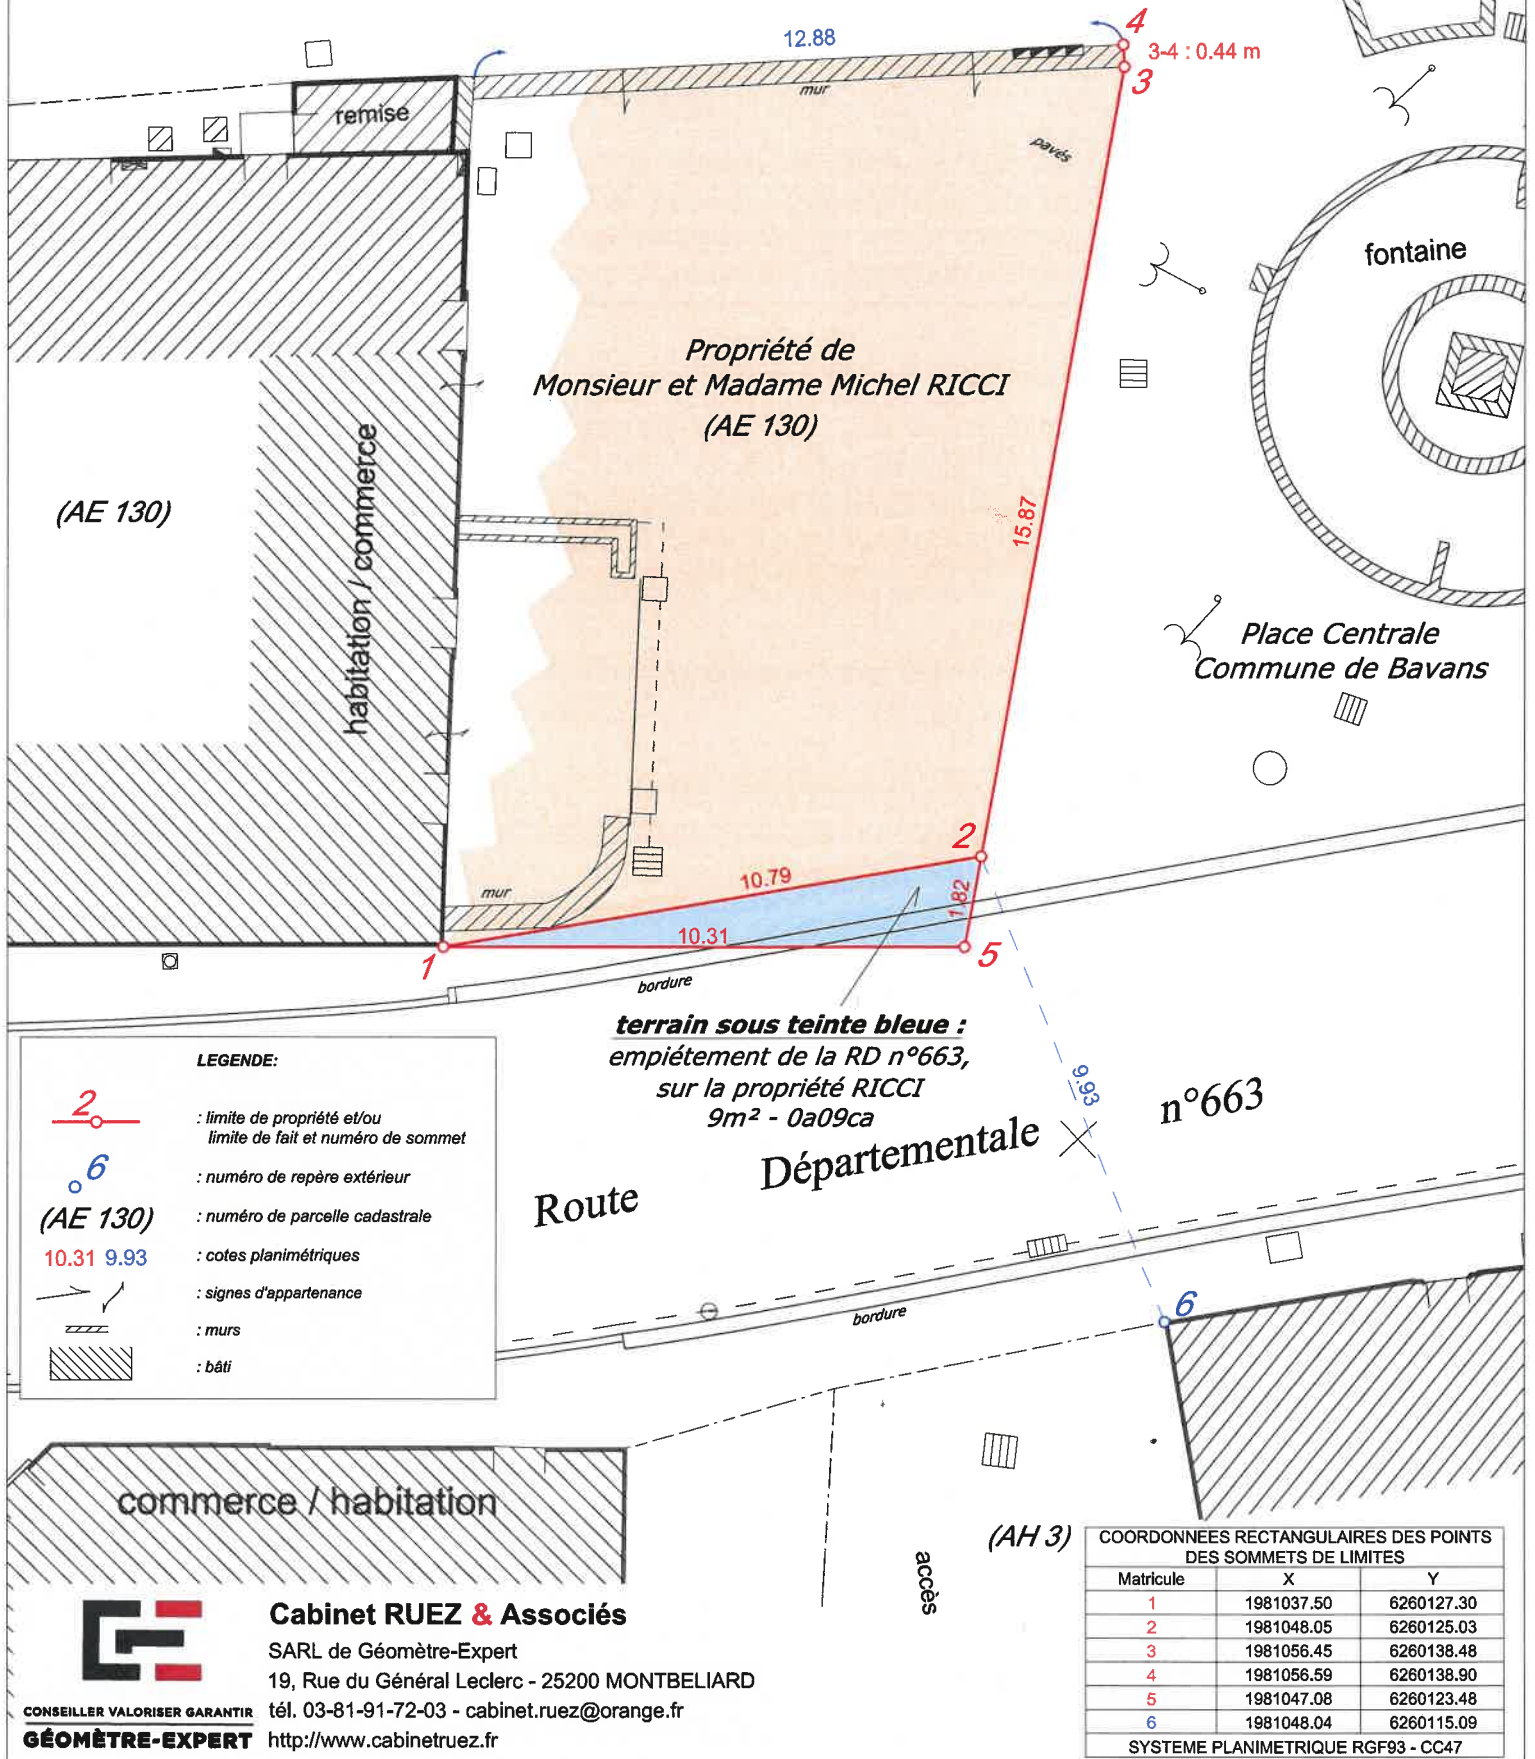 12.88
4
3-4 : 0.44 m
3
mur
remise
pavés
fontaine
Propriété de
Monsieur et Madame Michel RICCI
(AE 130)
(AE 130)
habitation / commerce
15.87
Place Centrale
Commune de Bavans
2
10.79
1.82
mur
10.31
1
5
bordure
terrain sous teinte bleue :
empiétement de la RD n°663,
sur la propriété RICCI
9m² - 0a09ca
9.93
Route
Départementale
n°663
LEGENDE:
2
: limite de propriété et/ou
limite de fait et numéro de sommet
6
: numéro de repère extérieur
(AE 130)
: numéro de parcelle cadastrale
10.31 9.93
: cotes planimétriques
: signes d'appartenance
: murs
: bâti
bordure
6
commerce / habitation
(AH 3)
accès
COORDONNEES RECTANGULAIRES DES POINTS
DES SOMMETS DE LIMITES
Matricule X Y
1 1981037.50 6260127.30
2 1981048.05 6260125.03
3 1981056.45 6260138.48
4 1981056.59 6260138.90
5 1981047.08 6260123.48
6 1981048.04 6260115.09
SYSTEME PLANIMETRIQUE RGF93 - CC47
Cabinet RUEZ & Associés
SARL de Géomètre-Expert
19, Rue du Général Leclerc - 25200 MONTBELIARD
tél. 03-81-91-72-03 - cabinet.ruez@orange.fr
http://www.cabinetruez.fr
CONSEILLER VALORISER GARANTIR
GÉOMÈTRE-EXPERT